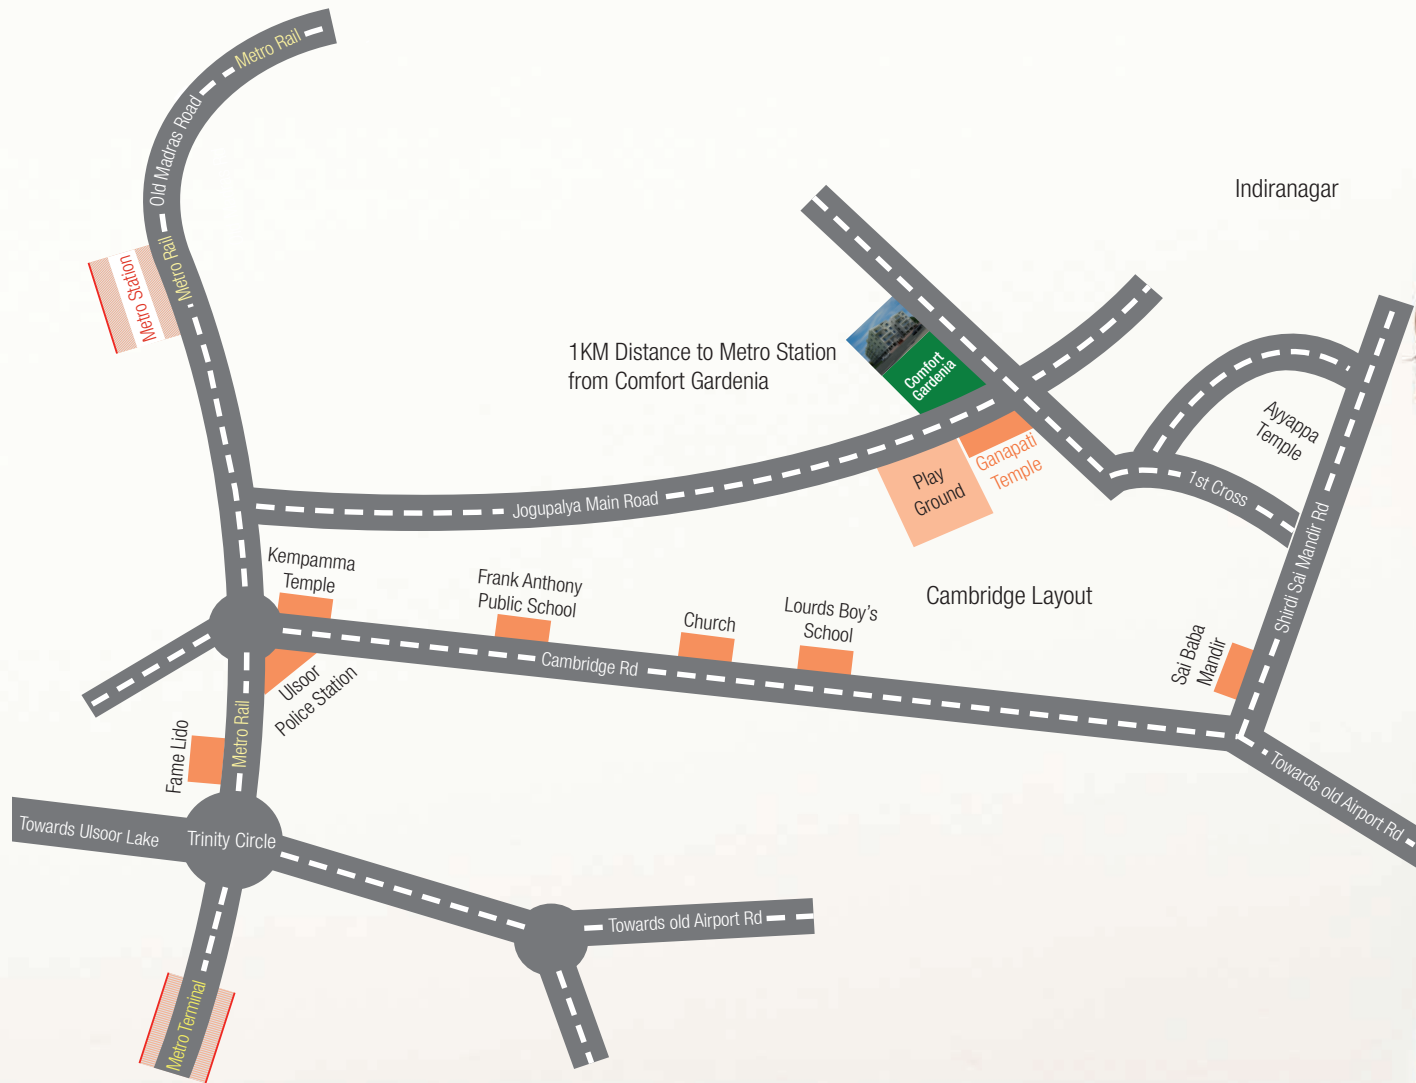 Metro Rail
Old Madras Road
Metro Rail
Metro Station
Indiranagar
1KM Distance to Metro Station
from Comfort Gardenia
Comfort
Gardenia
Ayyappa
Temple
Ganapati
Temple
Play
Ground
1st Cross
Jogupalya Main Road
Shirdi Sai Mandir Rd
Kempamma
Temple
Frank Anthony
Public School
Church
Lourds Boy's
School
Cambridge Layout
Sai Baba
Mandir
Cambridge Rd
Ulsoor
Police Station
Metro Rail
Fame Lido
Towards old Airport Rd
Towards Ulsoor Lake
Trinity Circle
Towards old Airport Rd
Metro Terminal